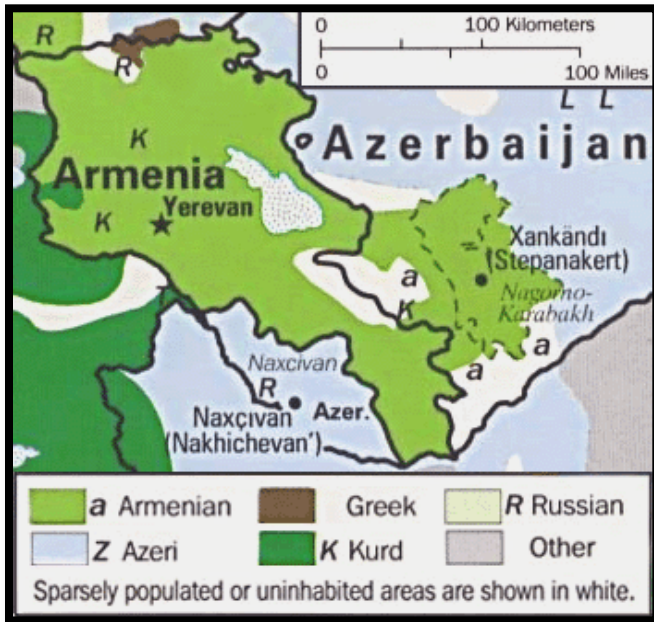 0 100 Kilometers
0 100 Miles
R
R
L L
K
Azerbaijan
Armenia
K
Yerevan
Xankändı
(Stepanakert)
a
Nagorno-
Karabakh
K
a
a
Naxcivan
R
Naxçıvan
(Nakhichevan')
Azer.
a Armenian
Greek
R Russian
Z Azeri
K Kurd
Other
Sparsely populated or uninhabited areas are shown in white.